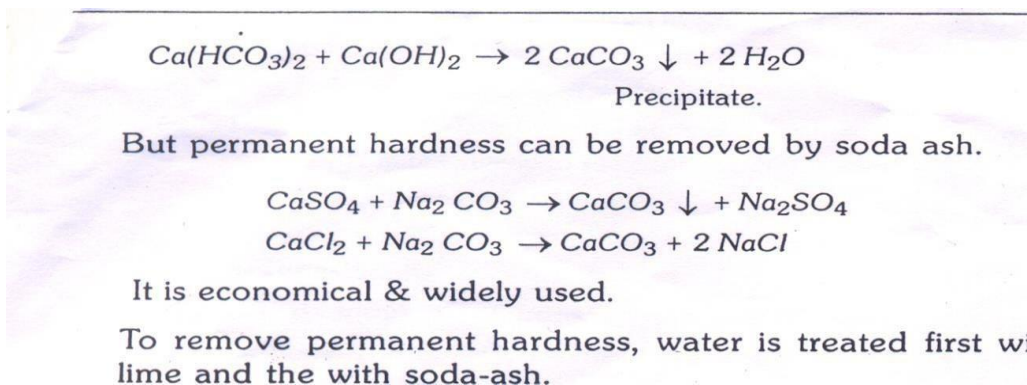 Ca(HCO₃)₂ + Ca(OH)₂ → 2 CaCO₃ ↓ + 2 H₂O
Precipitate.
But permanent hardness can be removed by soda ash.
CaSO₄ + Na₂ CO₃ → CaCO₃ ↓ + Na₂SO₄
CaCl₂ + Na₂ CO₃ → CaCO₃ + 2 NaCl
It is economical & widely used.
To remove permanent hardness, water is treated first wi
lime and the with soda-ash.